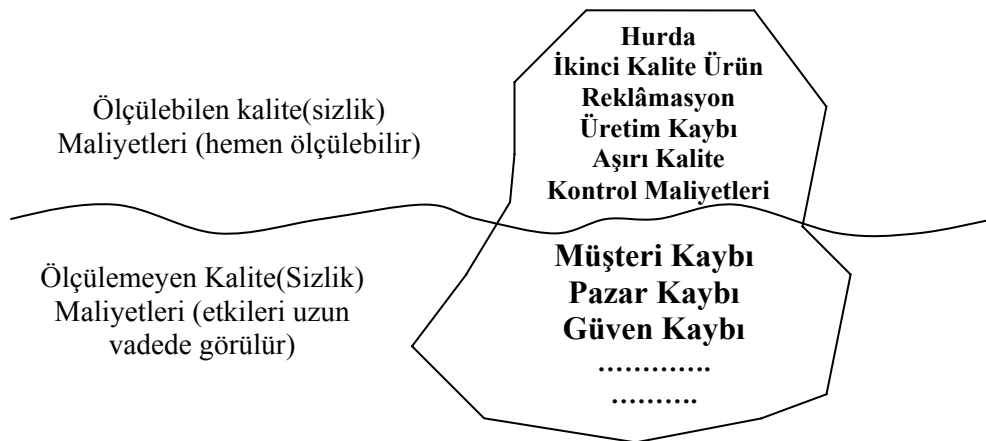 Hurda
İkinci Kalite Ürün
Reklâmasyon
Üretim Kaybı
Aşırı Kalite
Kontrol Maliyetleri
Ölçülebilen kalite(sizlik)
Maliyetleri (hemen ölçülebilir)
Ölçülemeyen Kalite(Sizlik)
Maliyetleri (etkileri uzun
vadede görülür)
Müşteri Kaybı
Pazar Kaybı
Güven Kaybı
………….
……….